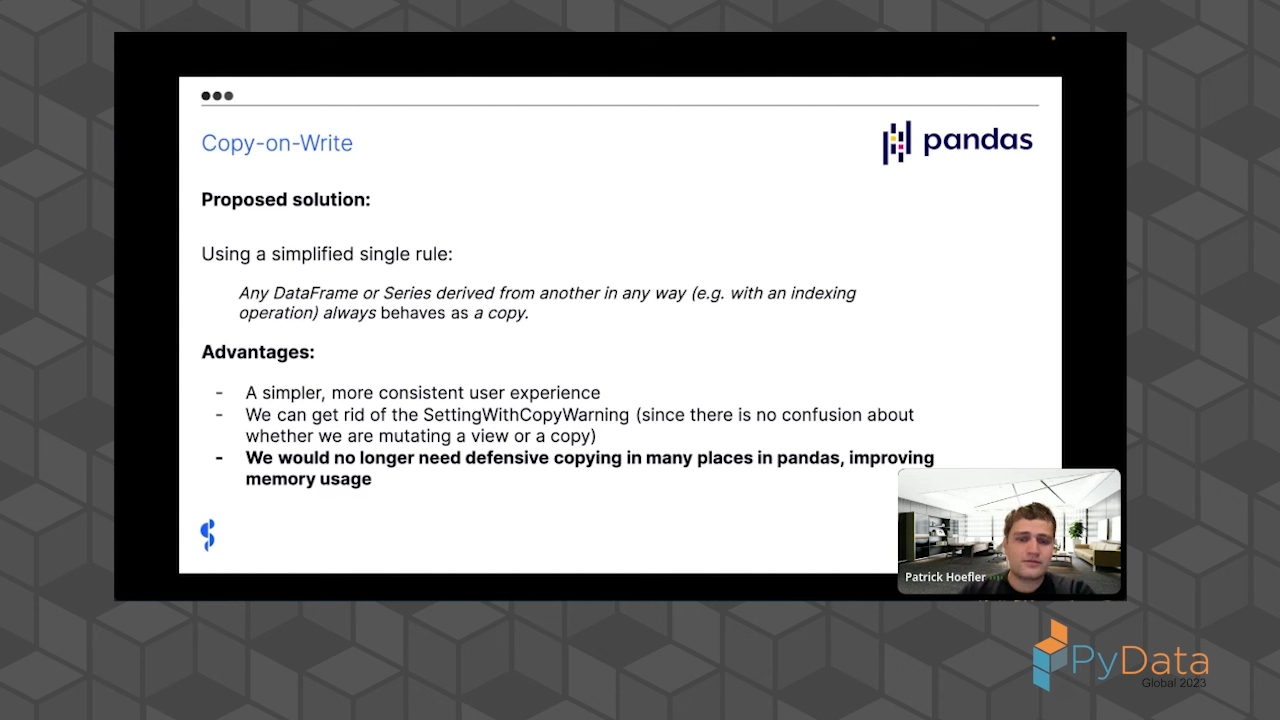 Copy-on-Write
pandas
Proposed solution:
Using a simplified single rule:
Any DataFrame or Series derived from another in any way (e.g. with an indexing
operation) always behaves as a copy.
Advantages:
- A simpler, more consistent user experience
- We can get rid of the SettingWithCopyWarning (since there is no confusion about
whether we are mutating a view or a copy)
- We would no longer need defensive copying in many places in pandas, improving
memory usage
Patrick Hoefler
PyData
Global 2023